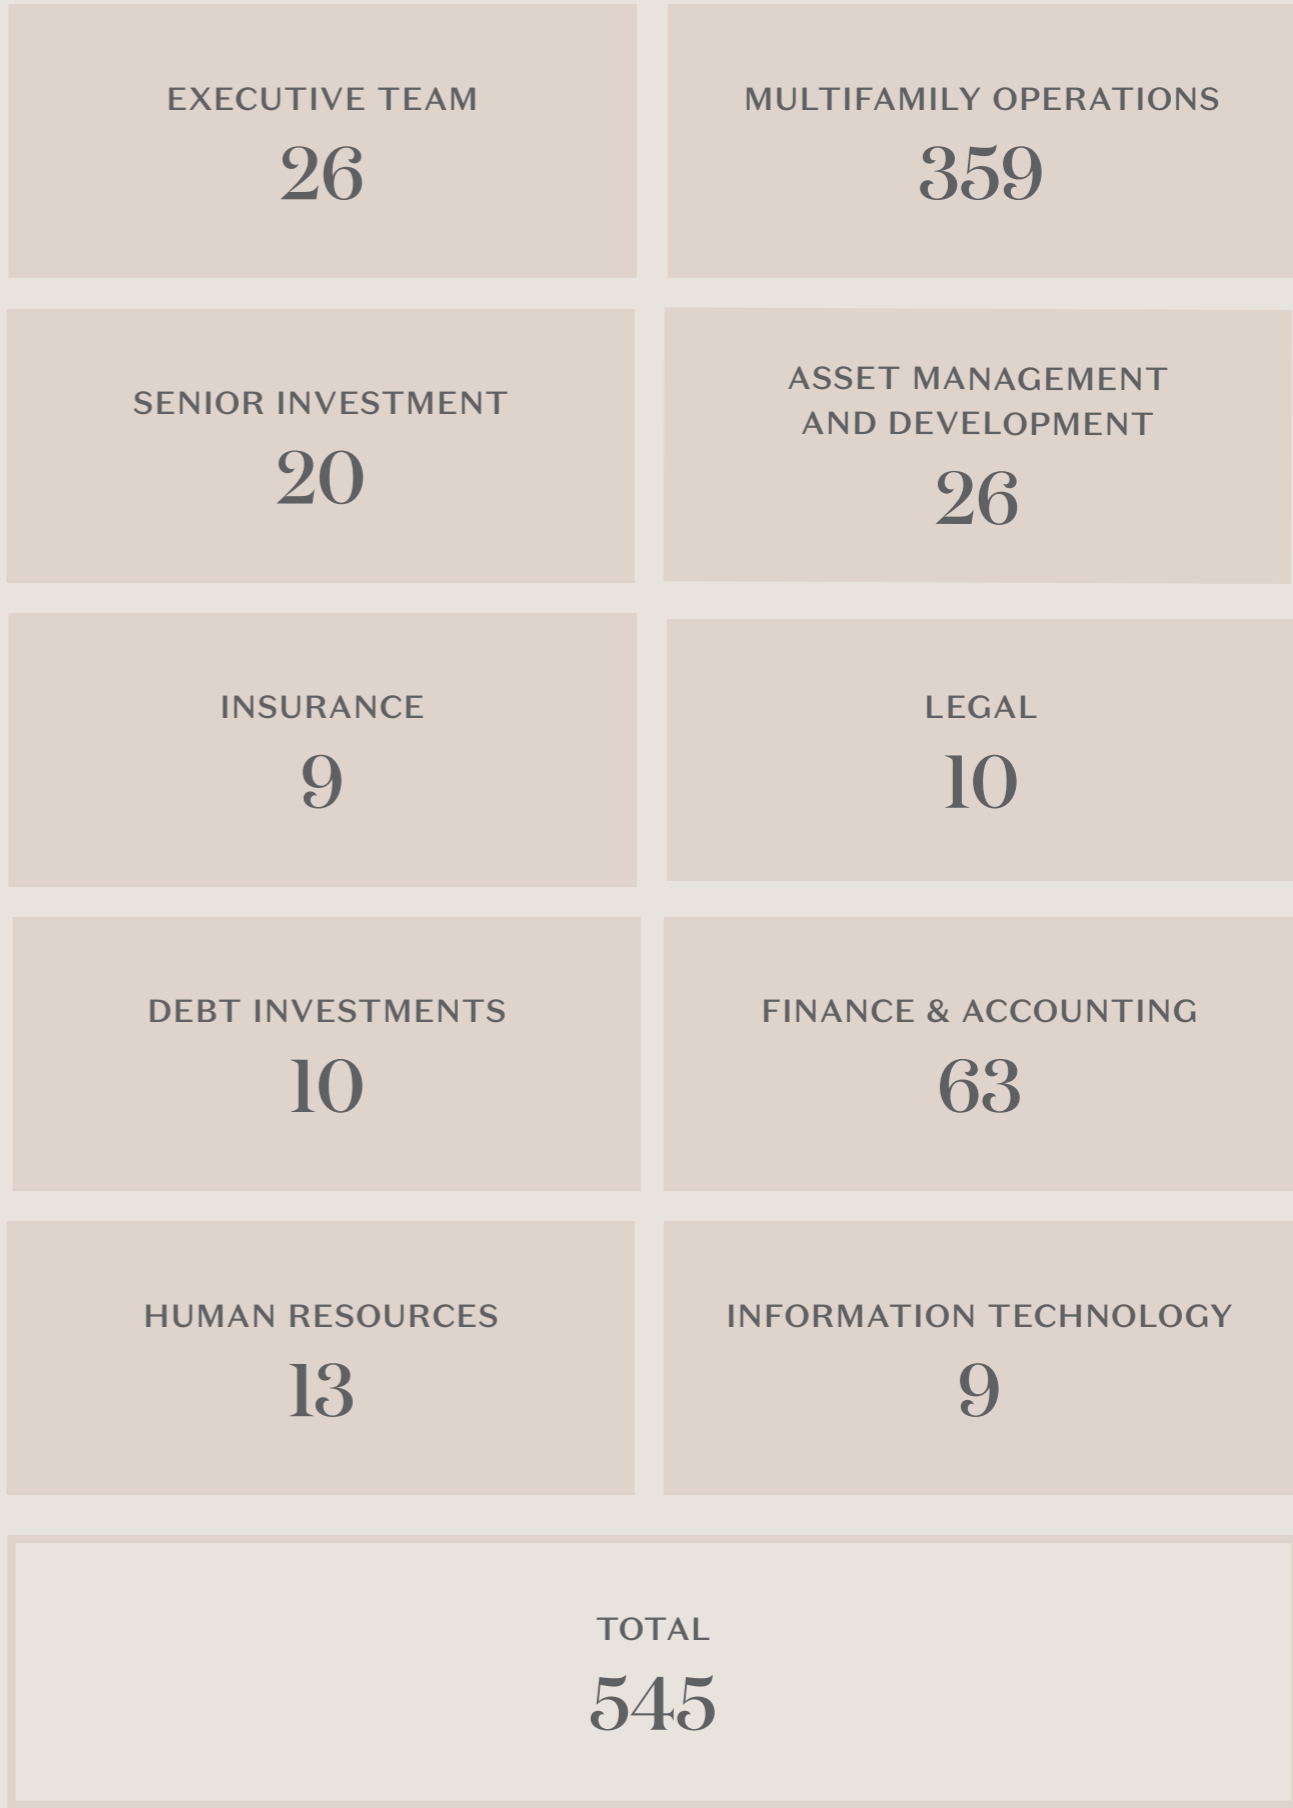 EXECUTIVE TEAM
26
MULTIFAMILY OPERATIONS
359
SENIOR INVESTMENT
20
ASSET MANAGEMENT
AND DEVELOPMENT
26
INSURANCE
9
LEGAL
10
DEBT INVESTMENTS
10
FINANCE & ACCOUNTING
63
HUMAN RESOURCES
13
INFORMATION TECHNOLOGY
9
TOTAL
545